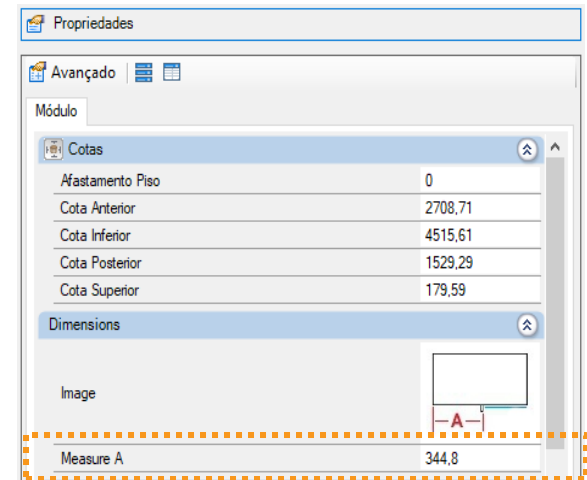 Propriedades
Avançado
Módulo
Cotas
Afastamento Piso 0
Cota Anterior 2708,71
Cota Inferior 4515,61
Cota Posterior 1529,29
Cota Superior 179,59
Dimensions
Image
A
Measure A 344,8